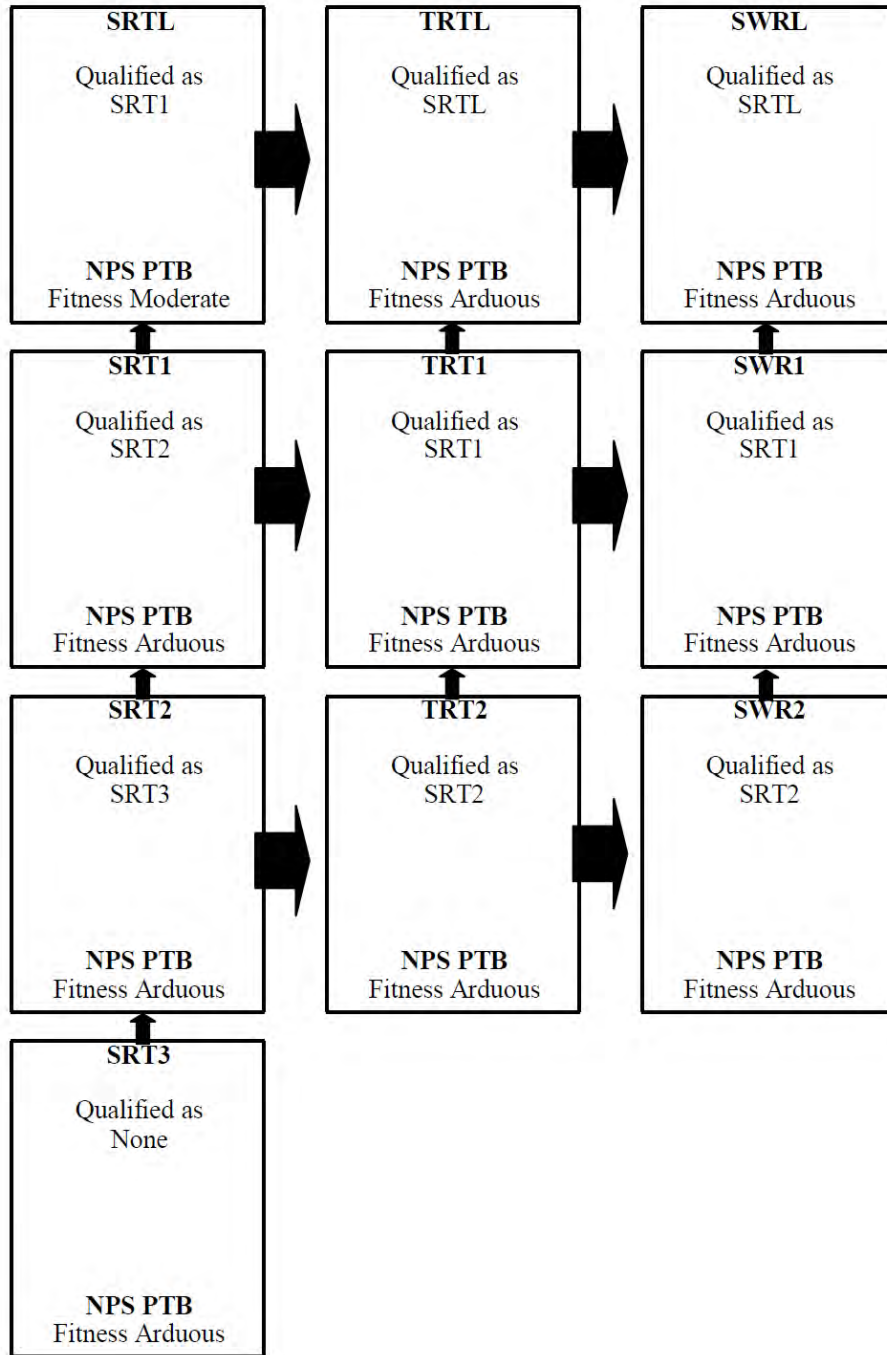 SRTL
Qualified as
SRT1
NPS PTB
Fitness Moderate
TRTL
Qualified as
SRTL
NPS PTB
Fitness Arduous
SWRL
Qualified as
SRTL
NPS PTB
Fitness Arduous
SRT1
Qualified as
SRT2
NPS PTB
Fitness Arduous
TRT1
Qualified as
SRT1
NPS PTB
Fitness Arduous
SWR1
Qualified as
SRT1
NPS PTB
Fitness Arduous
SRT2
Qualified as
SRT3
NPS PTB
Fitness Arduous
TRT2
Qualified as
SRT2
NPS PTB
Fitness Arduous
SWR2
Qualified as
SRT2
NPS PTB
Fitness Arduous
SRT3
Qualified as
None
NPS PTB
Fitness Arduous